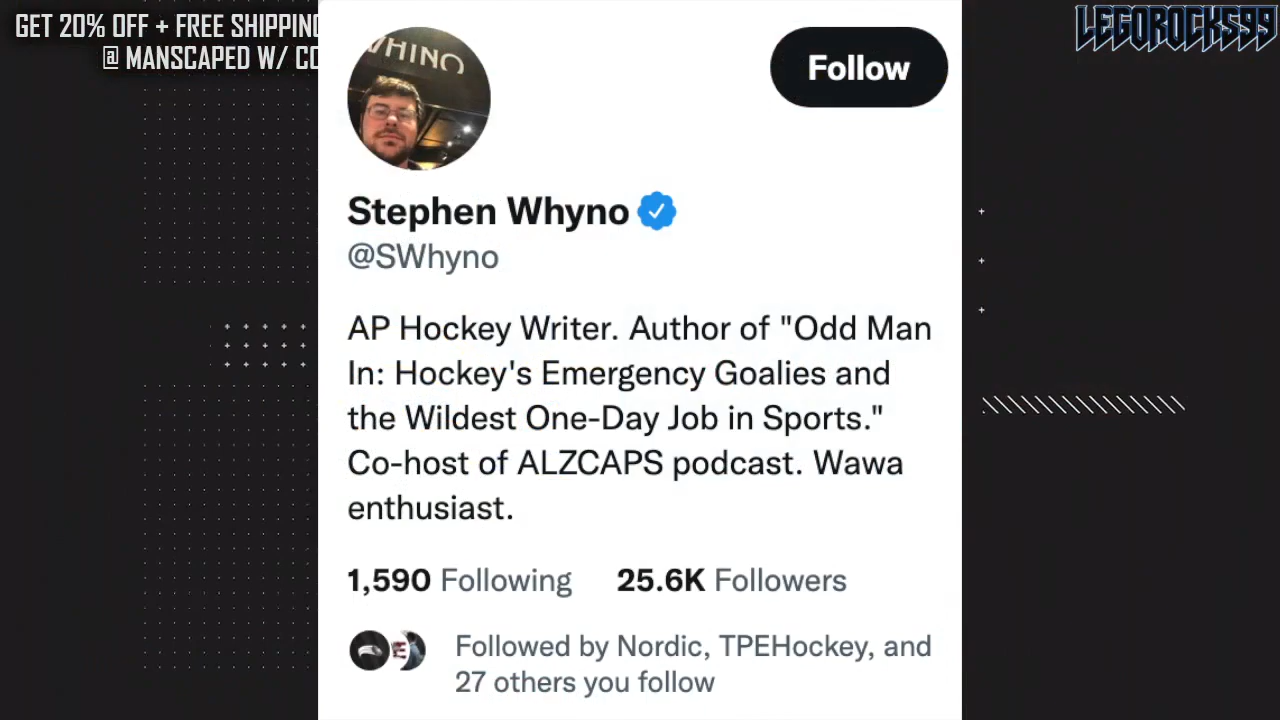 GET 20% OFF + FREE SHIPPING
@ MANSCAPED W/ CO
LEGOROCKS99
WHINO
Follow
Stephen Whyno
@SWhyno
AP Hockey Writer. Author of "Odd Man
In: Hockey's Emergency Goalies and
the Wildest One-Day Job in Sports."
Co-host of ALZCAPS podcast. Wawa
enthusiast.
1,590 Following 25.6K Followers
Followed by Nordic, TPEHockey, and
27 others you follow